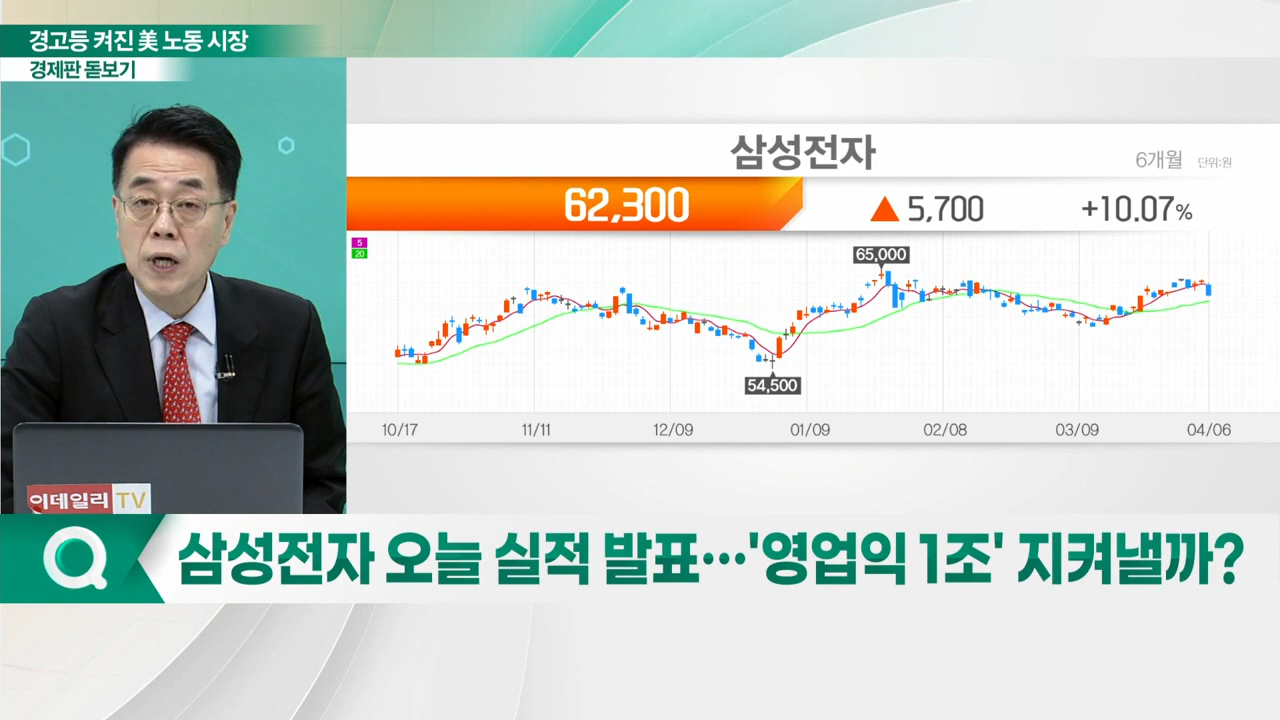 경고등 켜진 美 노동 시장
경제판 돋보기
삼성전자
6개월 단위:원
62,300 ▲ 5,700 +10.07%
5
20
65,000
54,500
10/17 11/11 12/09 01/09 02/08 03/09 04/06
이데일리 TV
삼성전자 오늘 실적 발표…'영업익 1조' 지켜낼까?